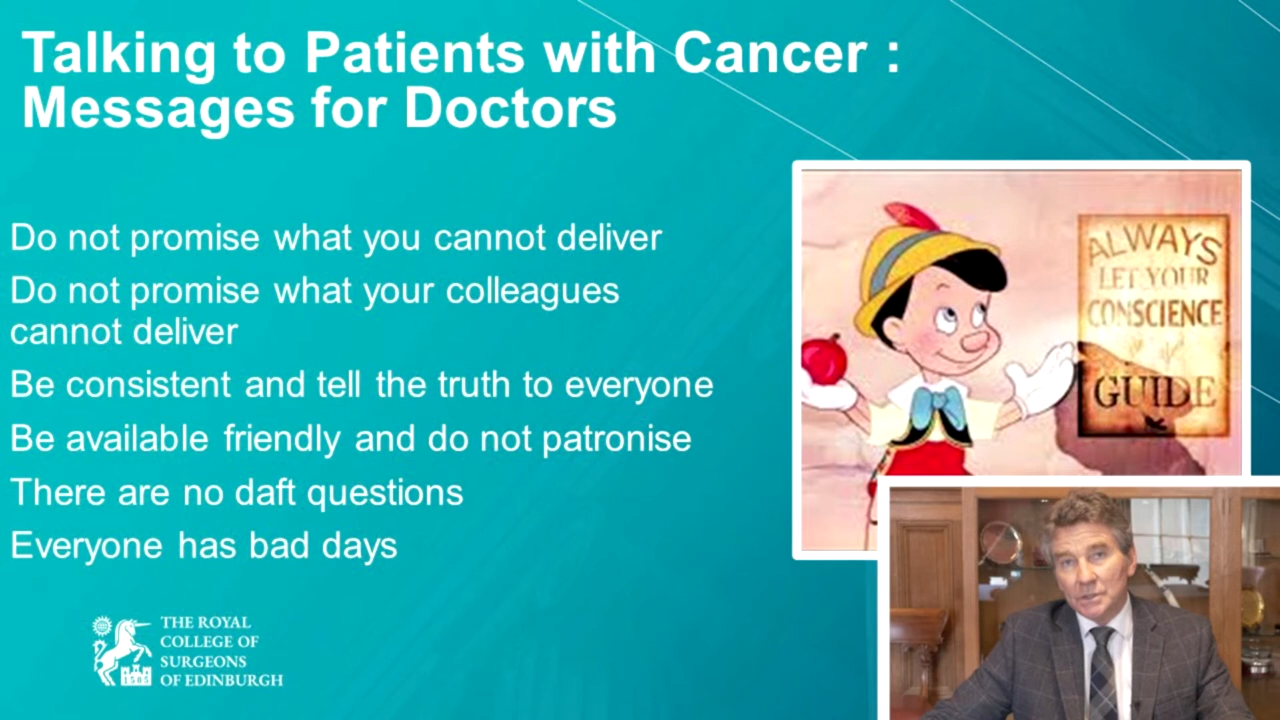 Talking to Patients with Cancer :
Messages for Doctors
Do not promise what you cannot deliver
Do not promise what your colleagues
cannot deliver
Be consistent and tell the truth to everyone
Be available friendly and do not patronise
There are no daft questions
Everyone has bad days
ALWAYS
LET YOUR
CONSCIENCE
GUIDE
THE ROYAL
COLLEGE OF
SURGEONS
OF EDINBURGH